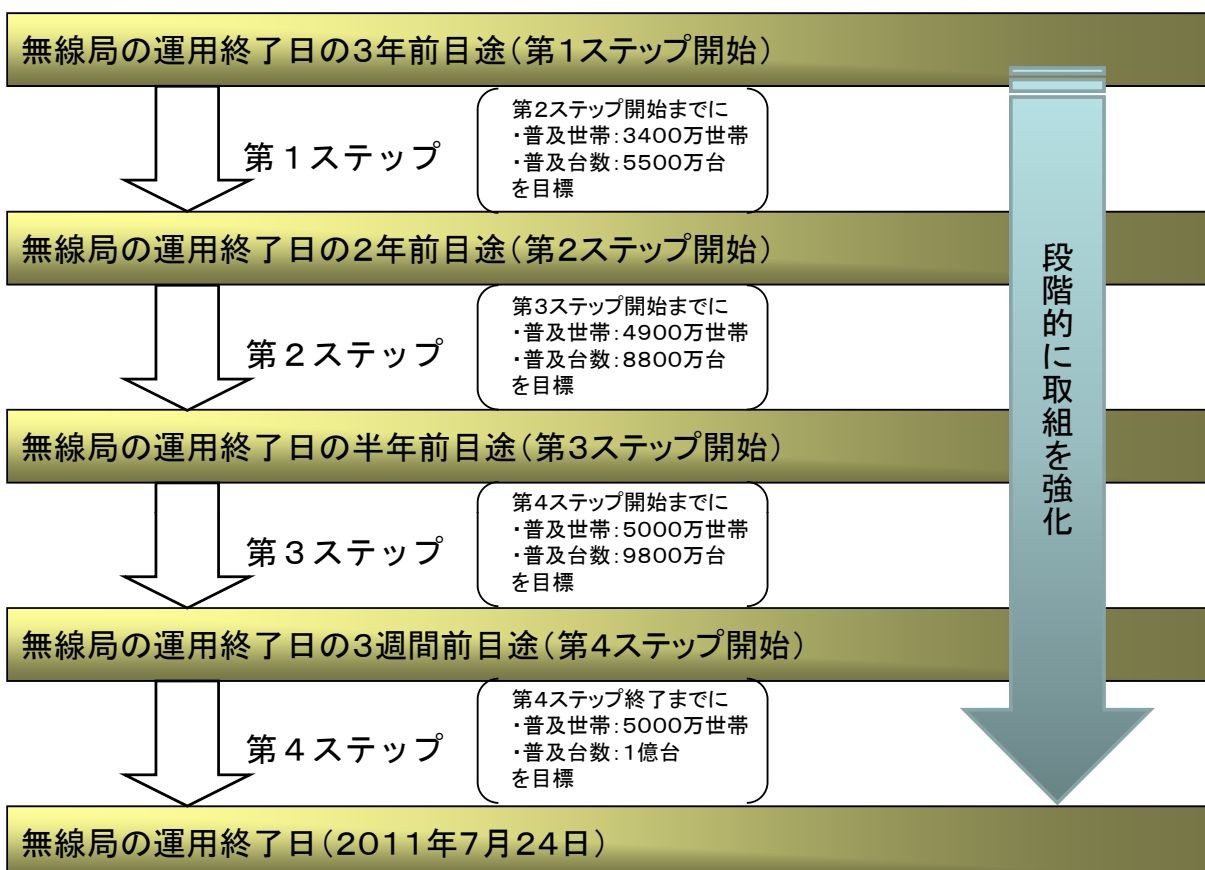 無線局の運用終了日の3年前目途(第1ステップ開始)
第1ステップ
第2ステップ開始までに
・普及世帯:3400万世帯
・普及台数:5500万台
を目標
無線局の運用終了日の2年前目途(第2ステップ開始)
第2ステップ
第3ステップ開始までに
・普及世帯:4900万世帯
・普及台数:8800万台
を目標
無線局の運用終了日の半年前目途(第3ステップ開始)
第3ステップ
第4ステップ開始までに
・普及世帯:5000万世帯
・普及台数:9800万台
を目標
無線局の運用終了日の3週間前目途(第4ステップ開始)
第4ステップ
第4ステップ終了までに
・普及世帯:5000万世帯
・普及台数:1億台
を目標
無線局の運用終了日(2011年7月24日)
段階的に取組を強化